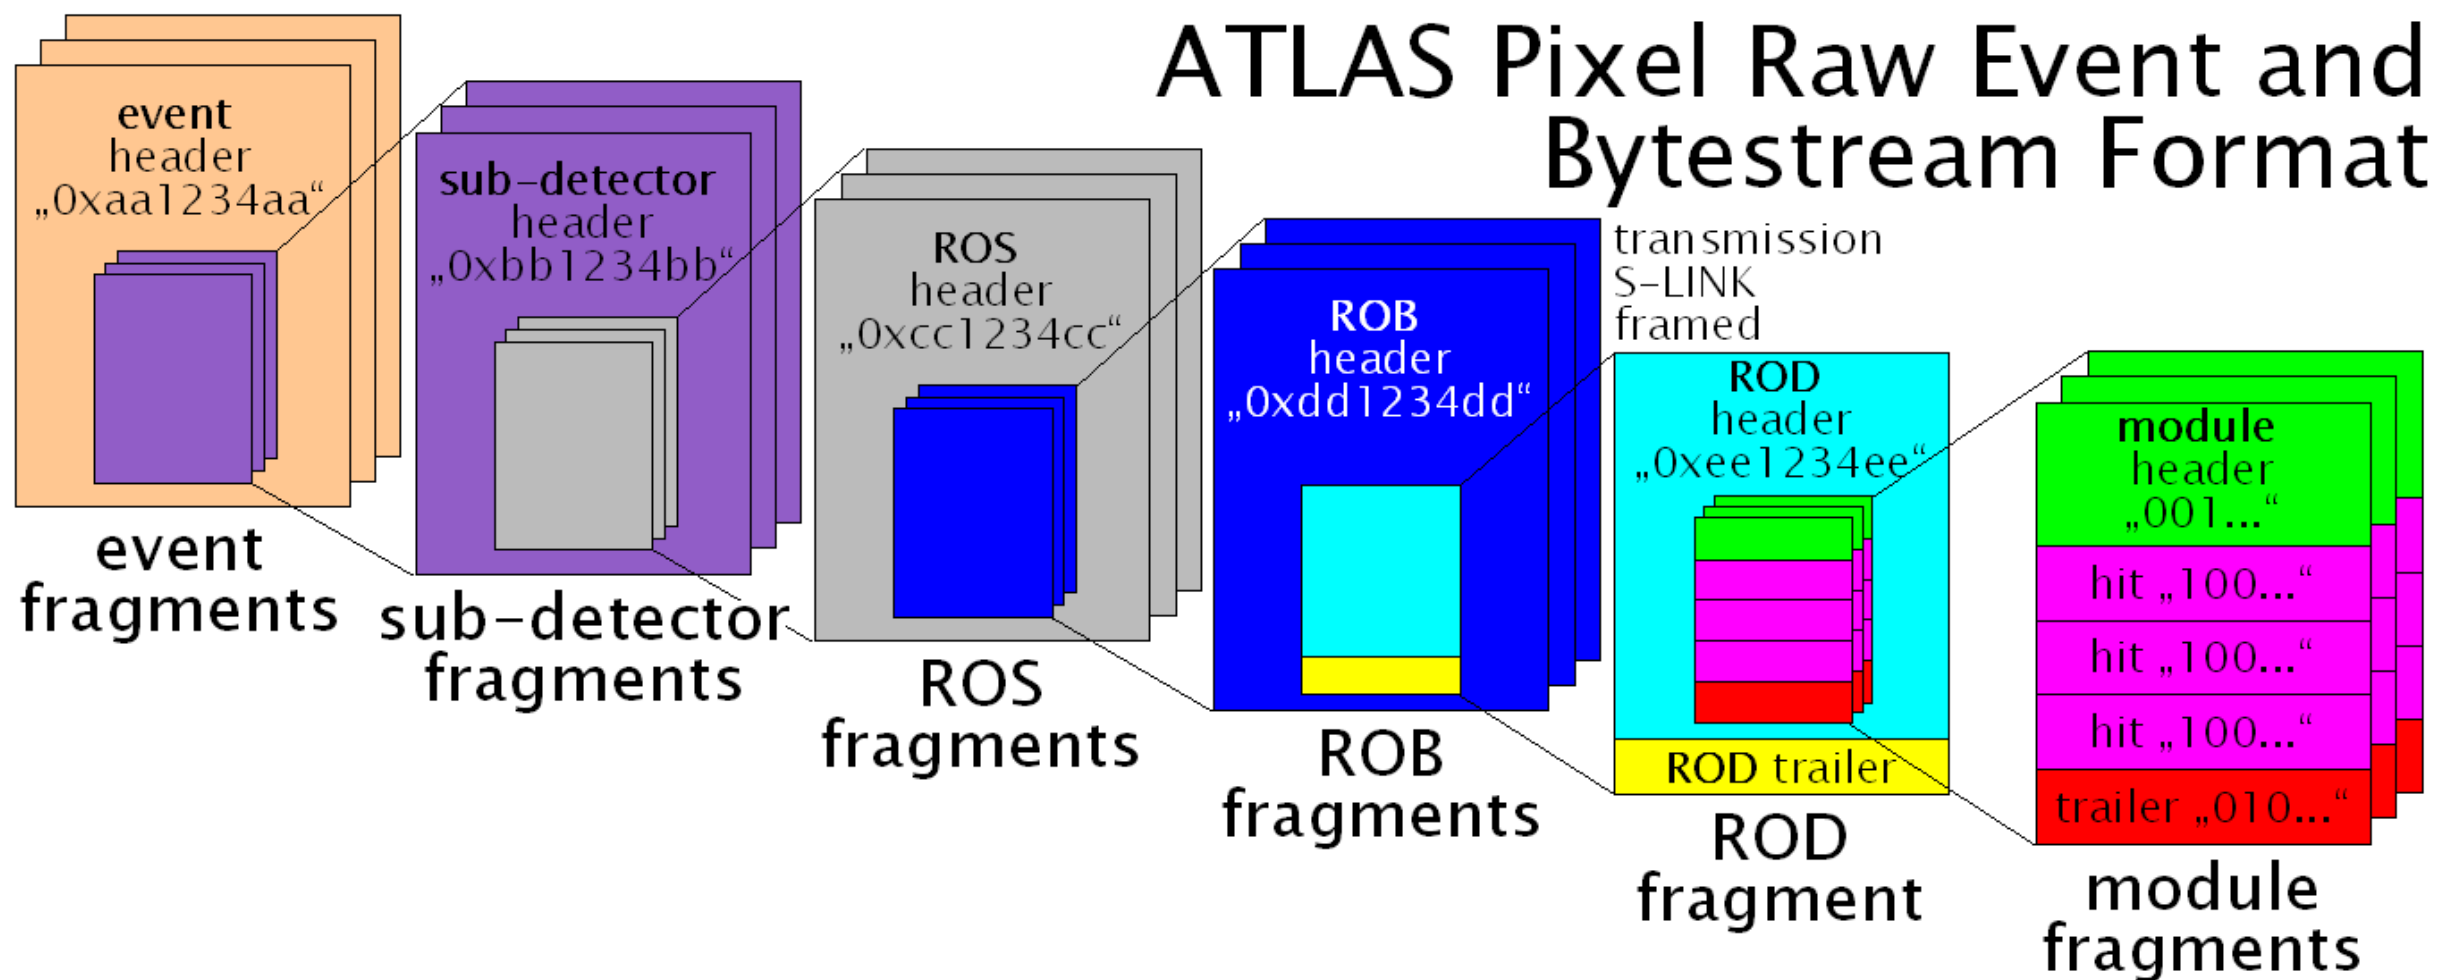 ATLAS Pixel Raw Event and
Bytestream Format
event
header
„0xaa1234aa“
event
fragments
sub-detector
header
„0xbb1234bb“
sub-detector
fragments
ROS
header
„0xcc1234cc“
ROS
fragments
ROB
header
„0xdd1234dd“
ROB
fragments
transmission
S-LINK
framed
ROD
header
„0xee1234ee“
ROD trailer
ROD
fragment
module
header
„001...“
hit „100...“
hit „100...“
hit „100...“
trailer „010...“
module
fragments